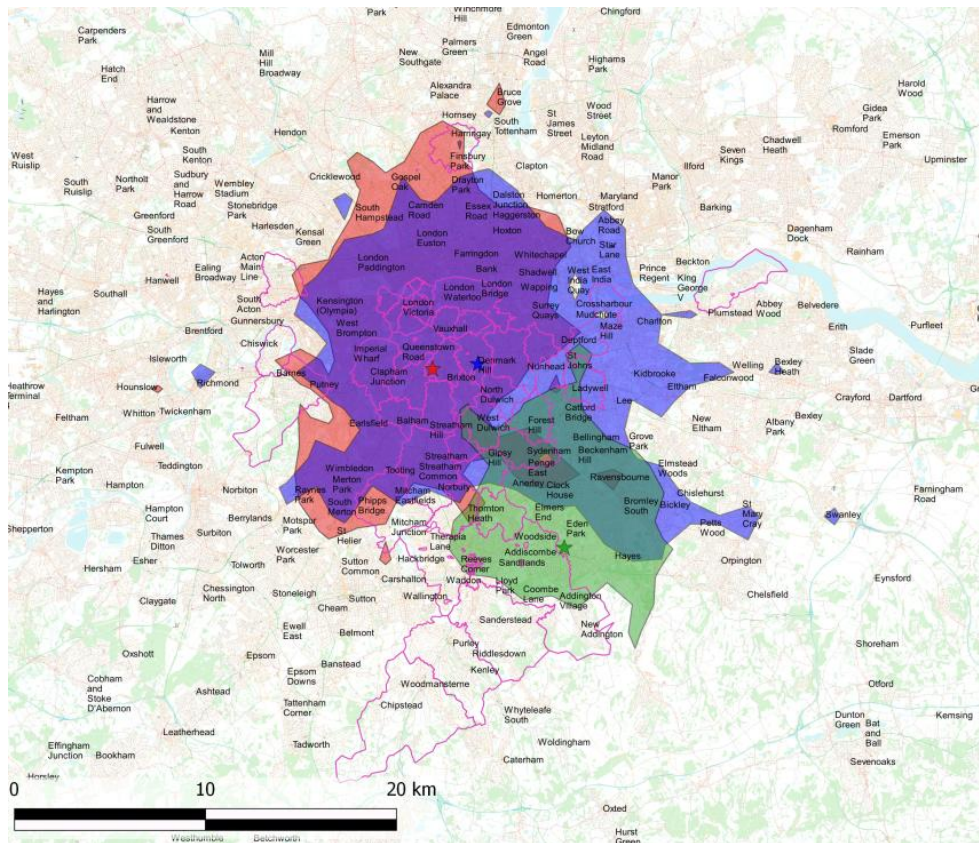 Park
Winchmore
Hill
Chingford
Carpenders
Park
Edmonton
Green
Palmers
Green
Mill
Hill
Broadway
New
Southgate
Angel
Road
Highams
Park
Hatch
End
Alexandra
Palace
Bruce
Grove
Harold
Wood
Harrow
and
Wealdstone
Kenton
Wood
Street
Gidea
Park
Hornsey
South
Tottenham
St
James
Street
Romford
Hendon
Harringay
Leyton
Midland
Road
Chadwell
Heath
Emerson
Park
West
Ruislip
South
Kenton
Finsbury
Park
Seven
Kings
Upminster
Clapton
Ilford
South
Ruislip
Northolt
Park
Sudbury
and
Harrow
Road
Wembley
Stadium
Cricklewood
Gospel
Oak
Drayton
Park
Manor
Park
Stonebridge
Park
South
Hampstead
Camden
Road
Essex
Road
Dalston
Junction
Haggerston
Homerton
Maryland
Stratford
Barking
Greenford
South
Greenford
Harlesden
Kensal
Green
London
Euston
Hoxton
Bow
Church
Abbey
Road
Star
Lane
Dagenham
Dock
Rainham
Hanwell
Ealing
Broadway
Acton
Main
Line
London
Paddington
Farringdon
Whitechapel
Bank
Shadwell
West
India
Quay
East
India
Prince
Regent
Beckton
King
George
V
Hayes
and
Harlington
Southall
South
Acton
Kensington
(Olympia)
London
Victoria
London
Waterloo
London
Bridge
Wapping
Surrey
Quays
Crossharbour
Mudchute
Maze
Hill
Charlton
Plumstead
Abbey
Wood
Belvedere
Gunnersbury
Brentford
West
Brompton
Vauxhall
Erith
Purfleet
Chiswick
Imperial
Wharf
Queenstown
Road
Deptford
Isleworth
Slade
Green
Denmark
Hill
Nunhead
St
Johns
Welling
Bexley
Heath
Heathrow
Terminal
Hounslow
Richmond
Barnes
Putney
Clapham
Junction
Brixton
Kidbrooke
Eltham
Falconwood
Whitton
Twickenham
North
Dulwich
Ladywell
Lee
Crayford
Dartford
Feltham
Earlsfield
Balham
Streatham
Hill
West
Dulwich
Forest
Hill
Catford
Bridge
New
Eltham
Albany
Park
Bexley
Fulwell
Teddington
Bellingham
Grove
Park
Kempton
Park
Hampton
Norbiton
Wimbledon
Merton
Park
Tooting
Streatham
Streatham
Common
Norbury
Gipsy
Hill
Sydenham
Penge
East
Anerley
Beckenham
Hill
Clock
House
Ravensbourne
Elmstead
Woods
Chislehurst
Farningham
Road
Raynes
Park
South
Merton
Phipps
Bridge
Mitcham
Eastfields
Thornton
Heath
Elmers
End
Bromley
South
Bickley
St
Mary
Cray
Swanley
Shepperton
Hampton
Court
Thames
Ditton
Berrylands
Surbiton
Motspur
Park
St
Helier
Mitcham
Junction
Therapia
Lane
Woodside
Eden
Park
Petts
Wood
Esher
Hersham
Tolworth
Worcester
Park
Sutton
Common
Hackbridge
Reeves
Corner
Addiscombe
Sandilands
Hayes
Orpington
Claygate
Chessington
North
Stoneleigh
Carshalton
Wallington
Waddon
Lloyd
Park
Coombe
Lane
Addington
Village
Chelsfield
Eynsford
Cheam
Sutton
Ewell
East
Belmont
Sanderstead
New
Addington
Oxshott
Epsom
Banstead
Purley
Riddlesdown
Shoreham
Cobham
and
Stoke
D'Abernon
Ashtead
Epsom
Downs
Kenley
Woodmansterne
Otford
Tattenham
Corner
Chipstead
Whyteleafe
South
Dunton
Green
Bat
and
Ball
Kemsing
Leatherhead
Effingham
Junction
Bookham
Tadworth
Woldingham
Caterham
Sevenoaks
Horsley
0
10
20 km
Oxted
Westhumble
Betchworth
Hurst
Green